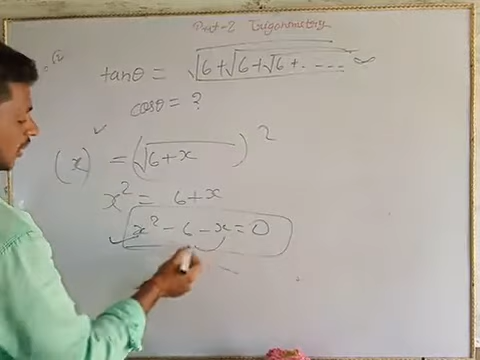 Part-2 Trigonometry
tanθ = √6+√6+√6+.....
cosθ = ?
(x) = (√6+x)²
x² = 6+x
x² - 6 - x = 0